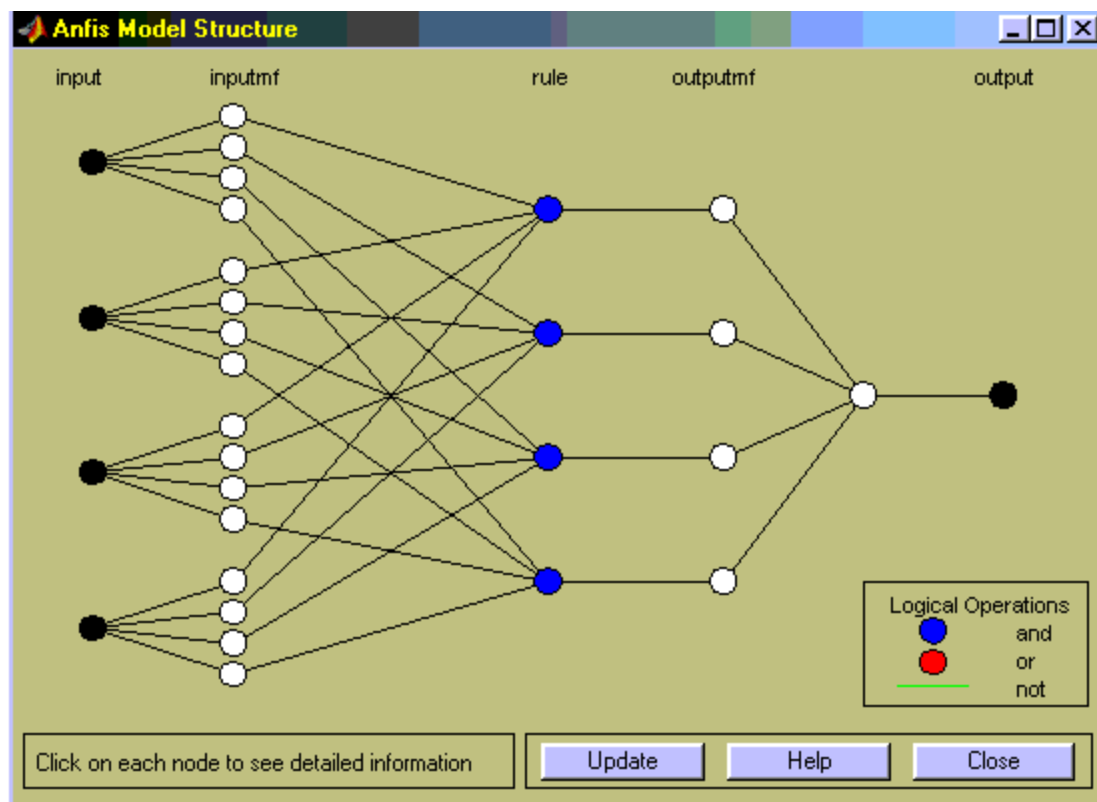 Anfis Model Structure
input inputmf rule outputmf output
Logical Operations
and
or
not
Click on each node to see detailed information
Update Help Close